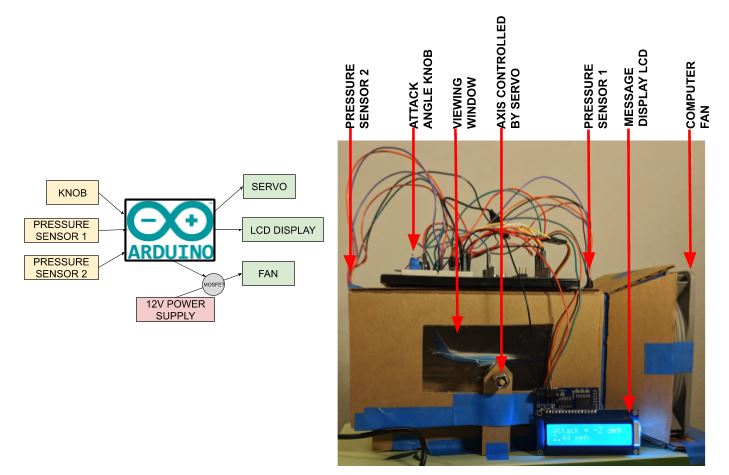 PRESSURE
SENSOR 2
ATTACK
ANGLE KNOB
VIEWING
WINDOW
AXIS CONTROLLED
BY SERVO
PRESSURE
SENSOR 1
MESSAGE
DISPLAY LCD
COMPUTER
FAN
KNOB
PRESSURE
SENSOR 1
PRESSURE
SENSOR 2
ARDUINO
SERVO
LCD DISPLAY
FAN
MOSFET
12V POWER
SUPPLY
attack = -2 deg
2.44 meh